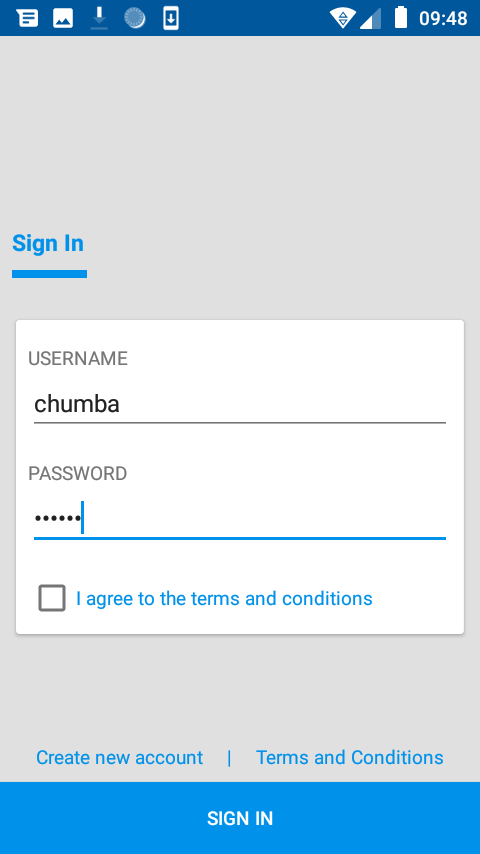 09:48
Sign In
USERNAME
chumba
PASSWORD
••••••
I agree to the terms and conditions
Create new account | Terms and Conditions
SIGN IN